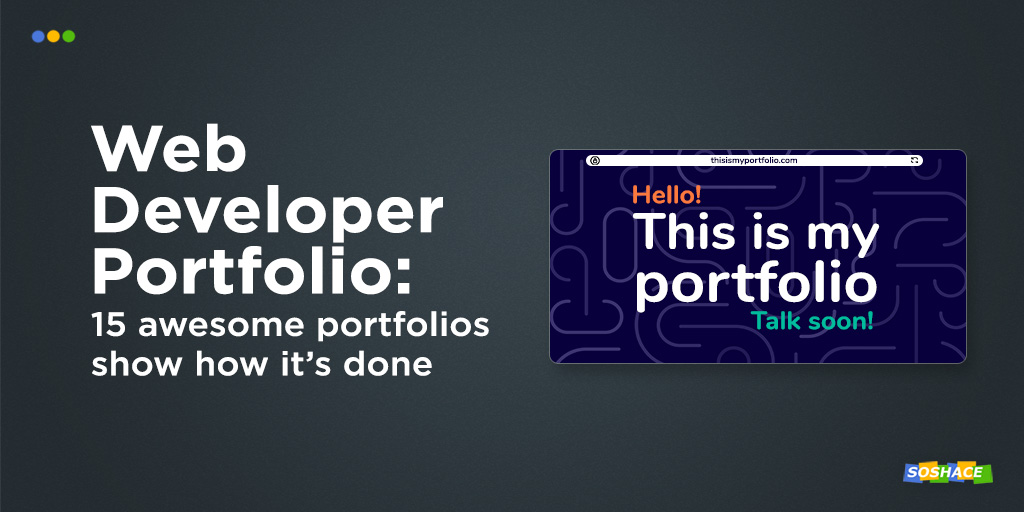 Web
Developer
Portfolio:
15 awesome portfolios
show how it’s done
thisismyportfolio.com
Hello!
This is my
portfolio
Talk soon!
SOSHACE